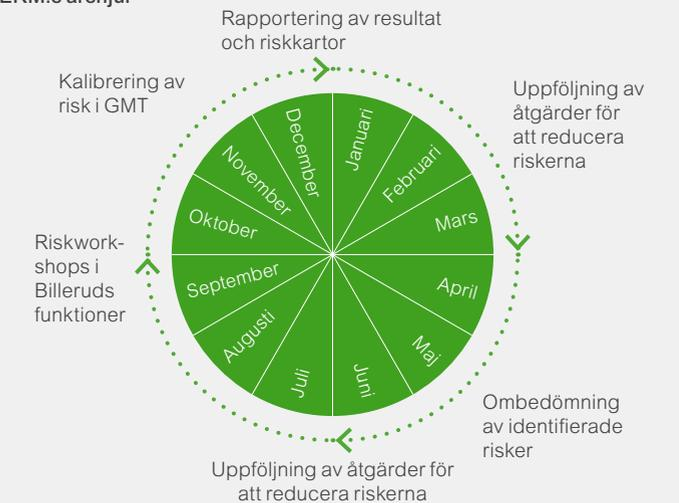 Rapportering av resultat
och riskkartor
Kalibrering av
risk i GMT
Uppföljning av
åtgärder för
att reducera
riskerna
Januari
Februari
Mars
April
Maj
Juni
Juli
Augusti
September
Oktober
November
December
Riskwork-
shops i
Billeruds
funktioner
Ombedömning
av identifierade
risker
Uppföljning av åtgärder för
att reducera riskerna